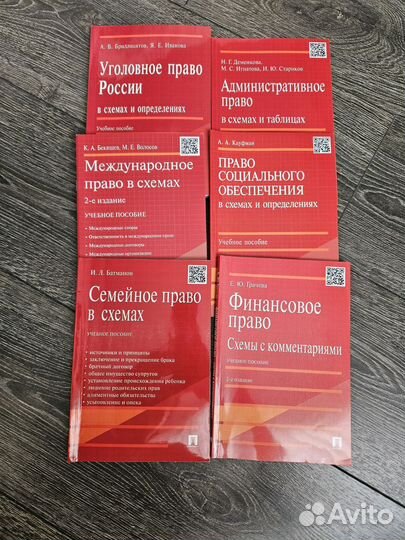 А. В. Бриллиантов, Я. Е. Иванова
Уголовное право
России
в схемах и определениях
Учебное пособие
Н. Г. Деменкова,
М. С. Игнатова, И. Ю. Стариков
Административное
право
в схемах и таблицах
К. А. Бекяшев, М. Е. Волосов
Международное
право в схемах
2-е издание
УЧЕБНОЕ ПОСОБИЕ
• Международные споры
• Ответственность в международном праве
• Международные договоры
• Международные организации
А. А. Кауфман
ПРАВО
СОЦИАЛЬНОГО
ОБЕСПЕЧЕНИЯ
в схемах и определениях
Учебное пособие
И. Л. Батманов
Семейное право
в схемах
УЧЕБНОЕ ПОСОБИЕ
• источники и принципы
• заключение и прекращение брака
• брачный договор
• общее имущество супругов
• установление происхождения ребенка
• лишение родительских прав
• алиментные обязательства
• усыновление и опека
Е. Ю. Грачева
Финансовое
право
Схемы с комментариями
УЧЕБНОЕ ПОСОБИЕ
2-е издание
Avito